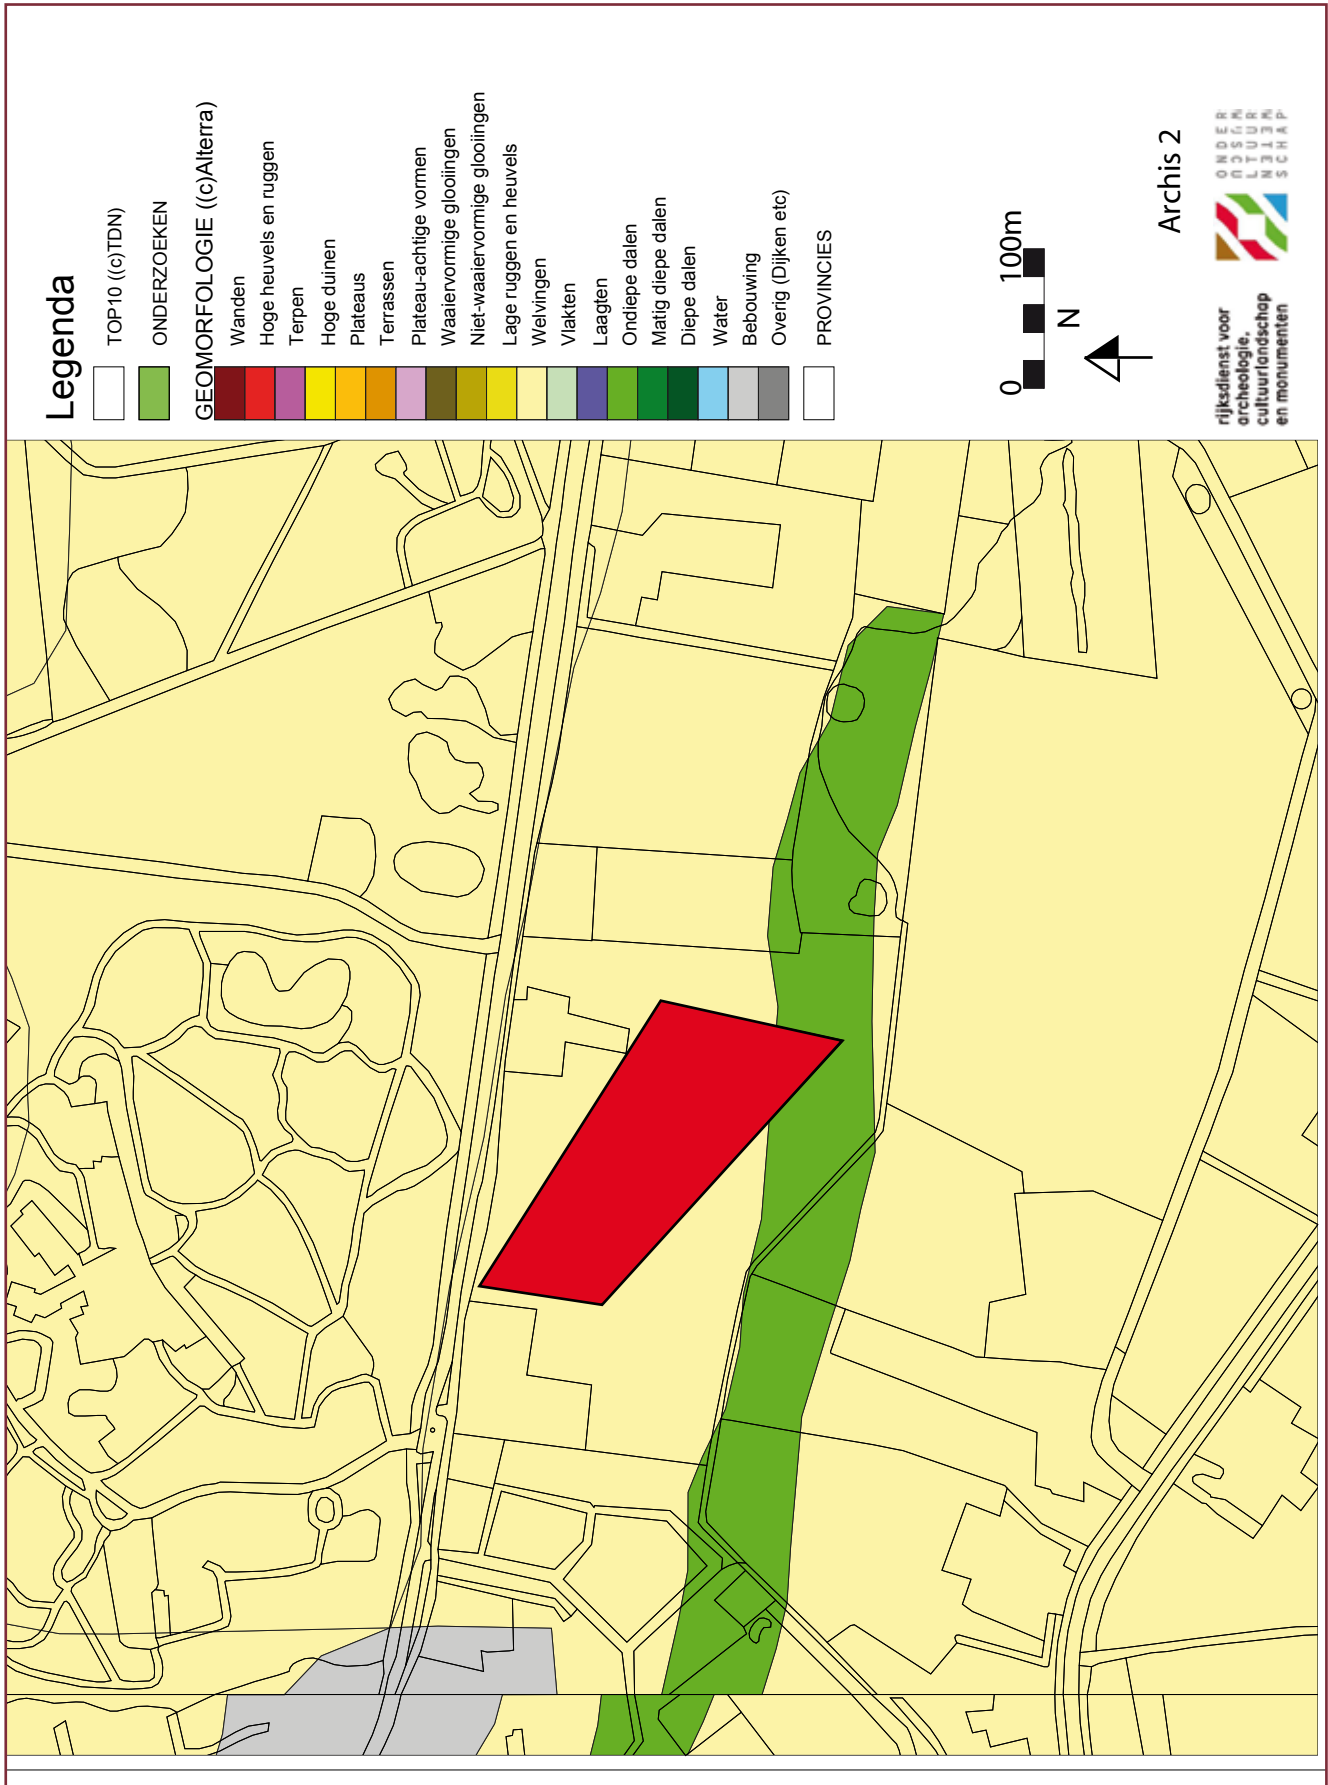 Legenda
TOP10 ((c)TDN)
ONDERZOEKEN
GEOMORFOLOGIE ((c)Alterra)
Wanden
Hoge heuvels en ruggen
Terpen
Hoge duinen
Plateaus
Terrassen
Plateau-achtige vormen
Waaiervormige glooiingen
Niet-waaiervormige glooiingen
Lage ruggen en heuvels
Welvingen
Vlakten
Laagten
Ondiepe dalen
Matig diepe dalen
Diepe dalen
Water
Bebouwing
Overig (Dijken etc)
PROVINCIES
0 100m
N
Archis 2
rijksdienst voor
archeologie,
cultuurlandschap
en monumenten